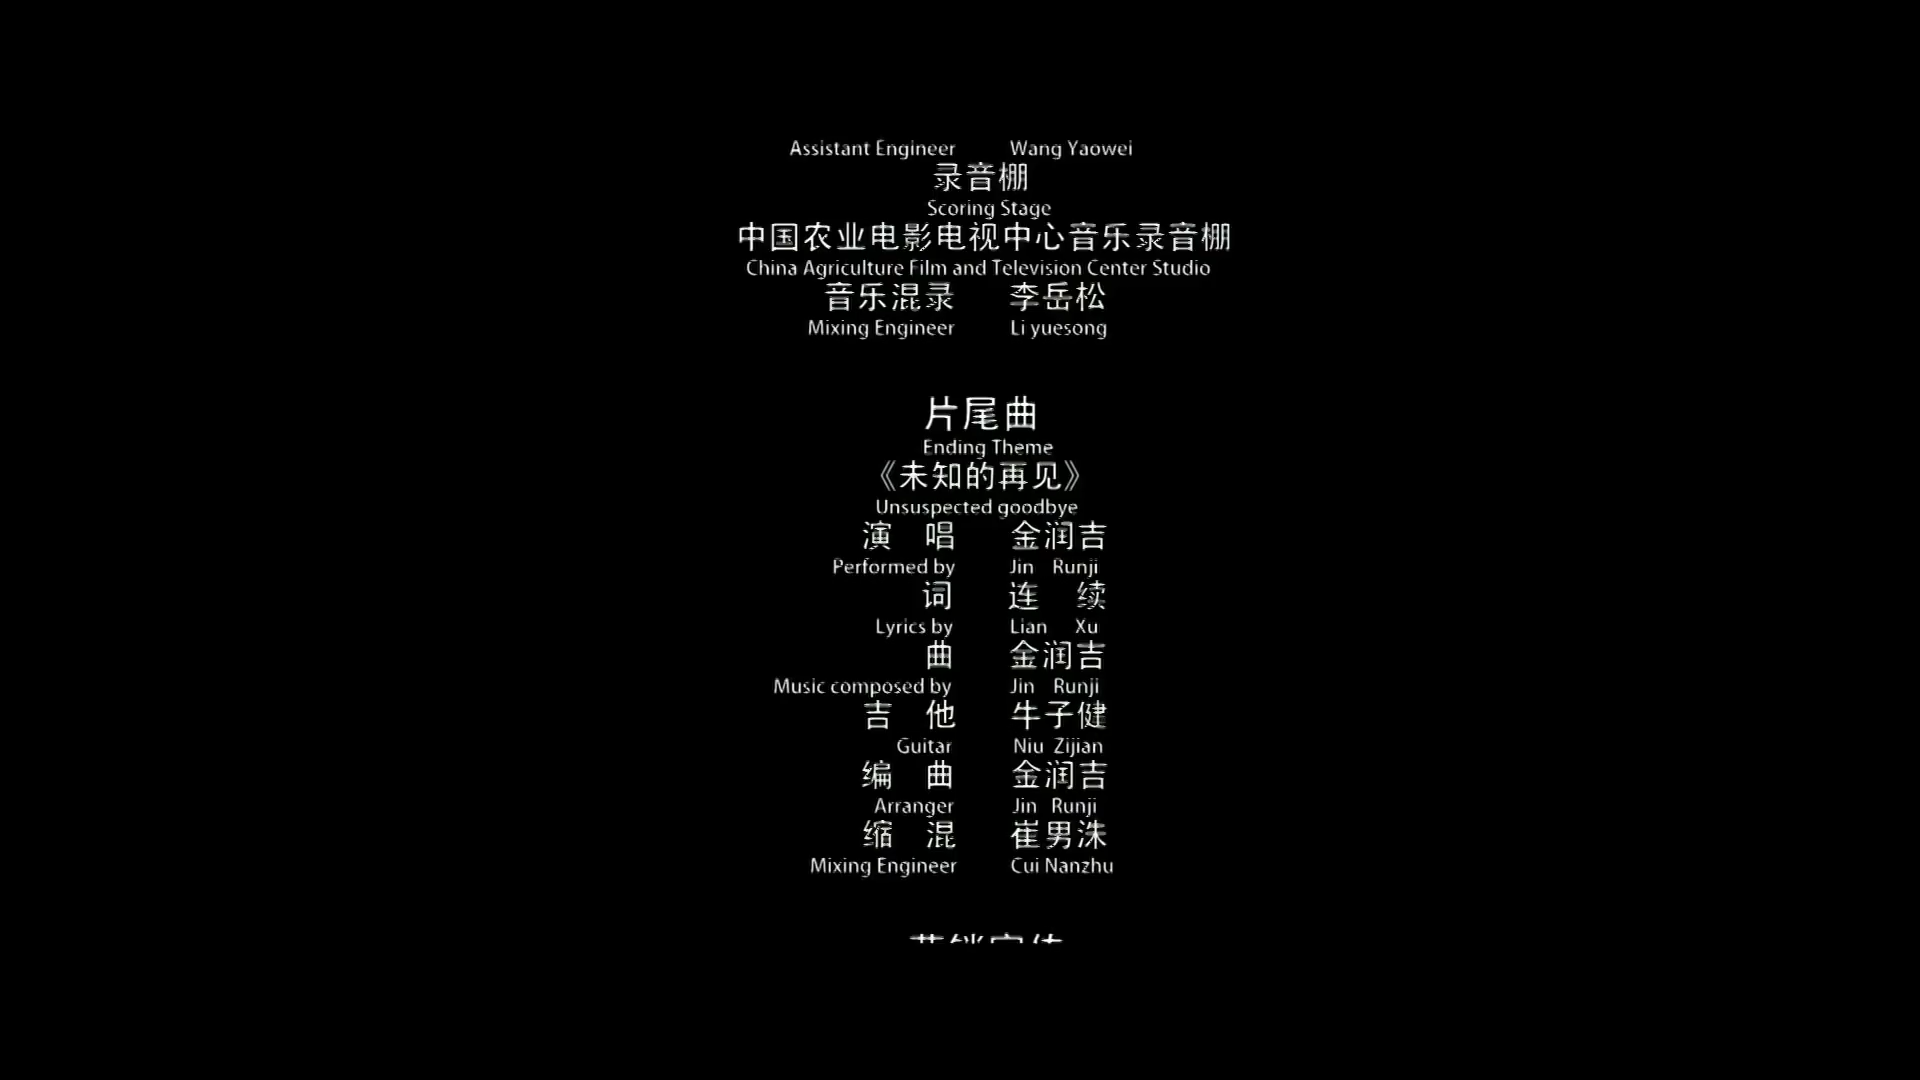 Assistant Engineer Wang Yaowei
录音棚
Scoring Stage
中国农业电影电视中心音乐录音棚
China Agriculture Film and Television Center Studio
音乐混录 李岳松
Mixing Engineer Li yuesong
片尾曲
Ending Theme
《未知的再见》
Unsuspected goodbye
演 唱 金润吉
Performed by Jin Runji
词 连 续
Lyrics by Lian Xu
曲 金润吉
Music composed by Jin Runji
吉 他 牛子健
Guitar Niu Zijian
编 曲 金润吉
Arranger Jin Runji
缩 混 崔男洙
Mixing Engineer Cui Nanzhu